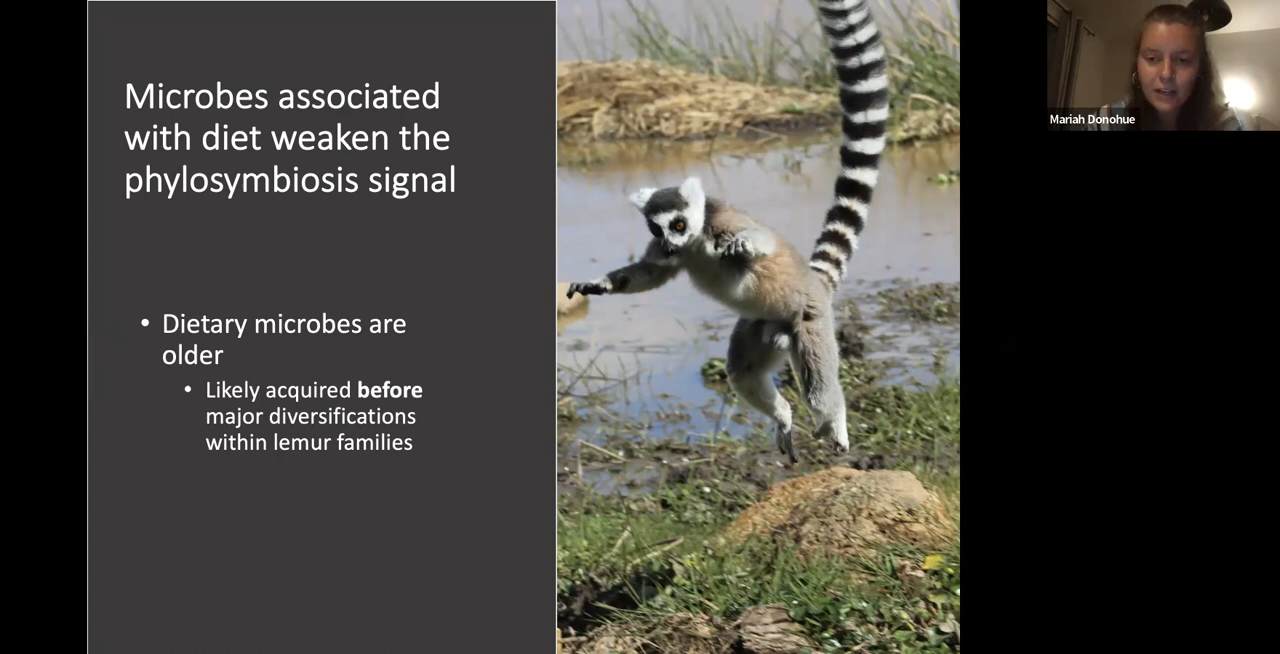 Microbes associated
with diet weaken the
phylosymbiosis signal
• Dietary microbes are
older
• Likely acquired before
major diversifications
within lemur families
Mariah Donohue